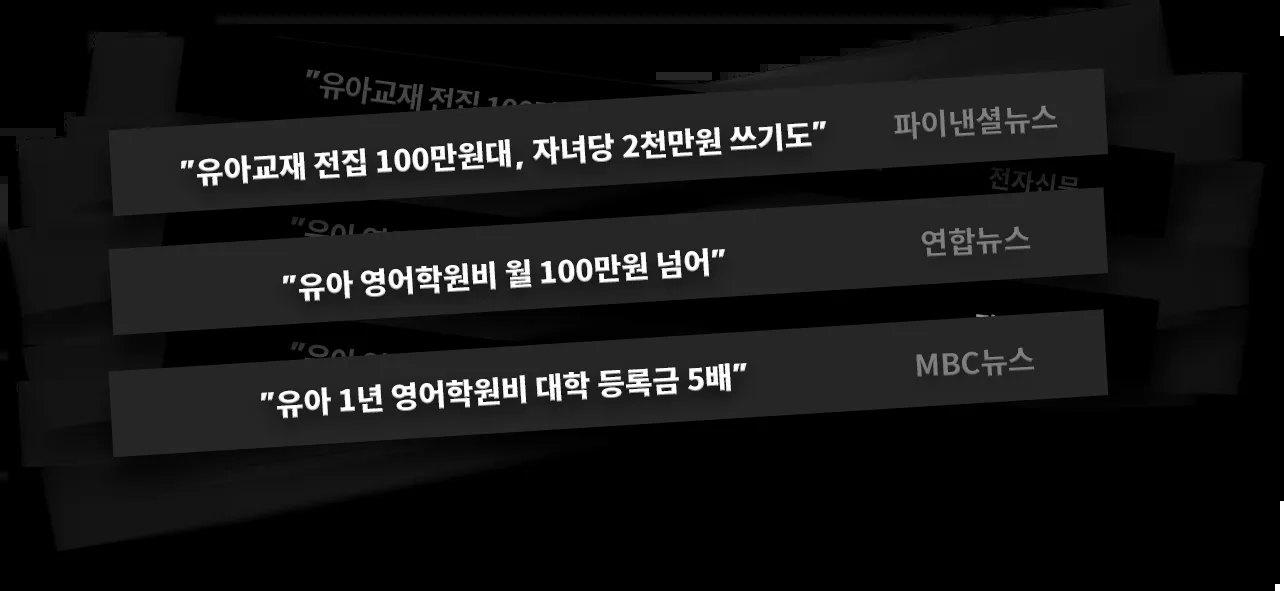 "유아교재 전집 100
"유아교재 전집 100만원대, 자녀당 2천만원 쓰기도" 파이낸셜뉴스
전자신문
"유아
"유아 영어학원비 월 100만원 넘어" 연합뉴스
"유아
"유아 1년 영어학원비 대학 등록금 5배" MBC뉴스